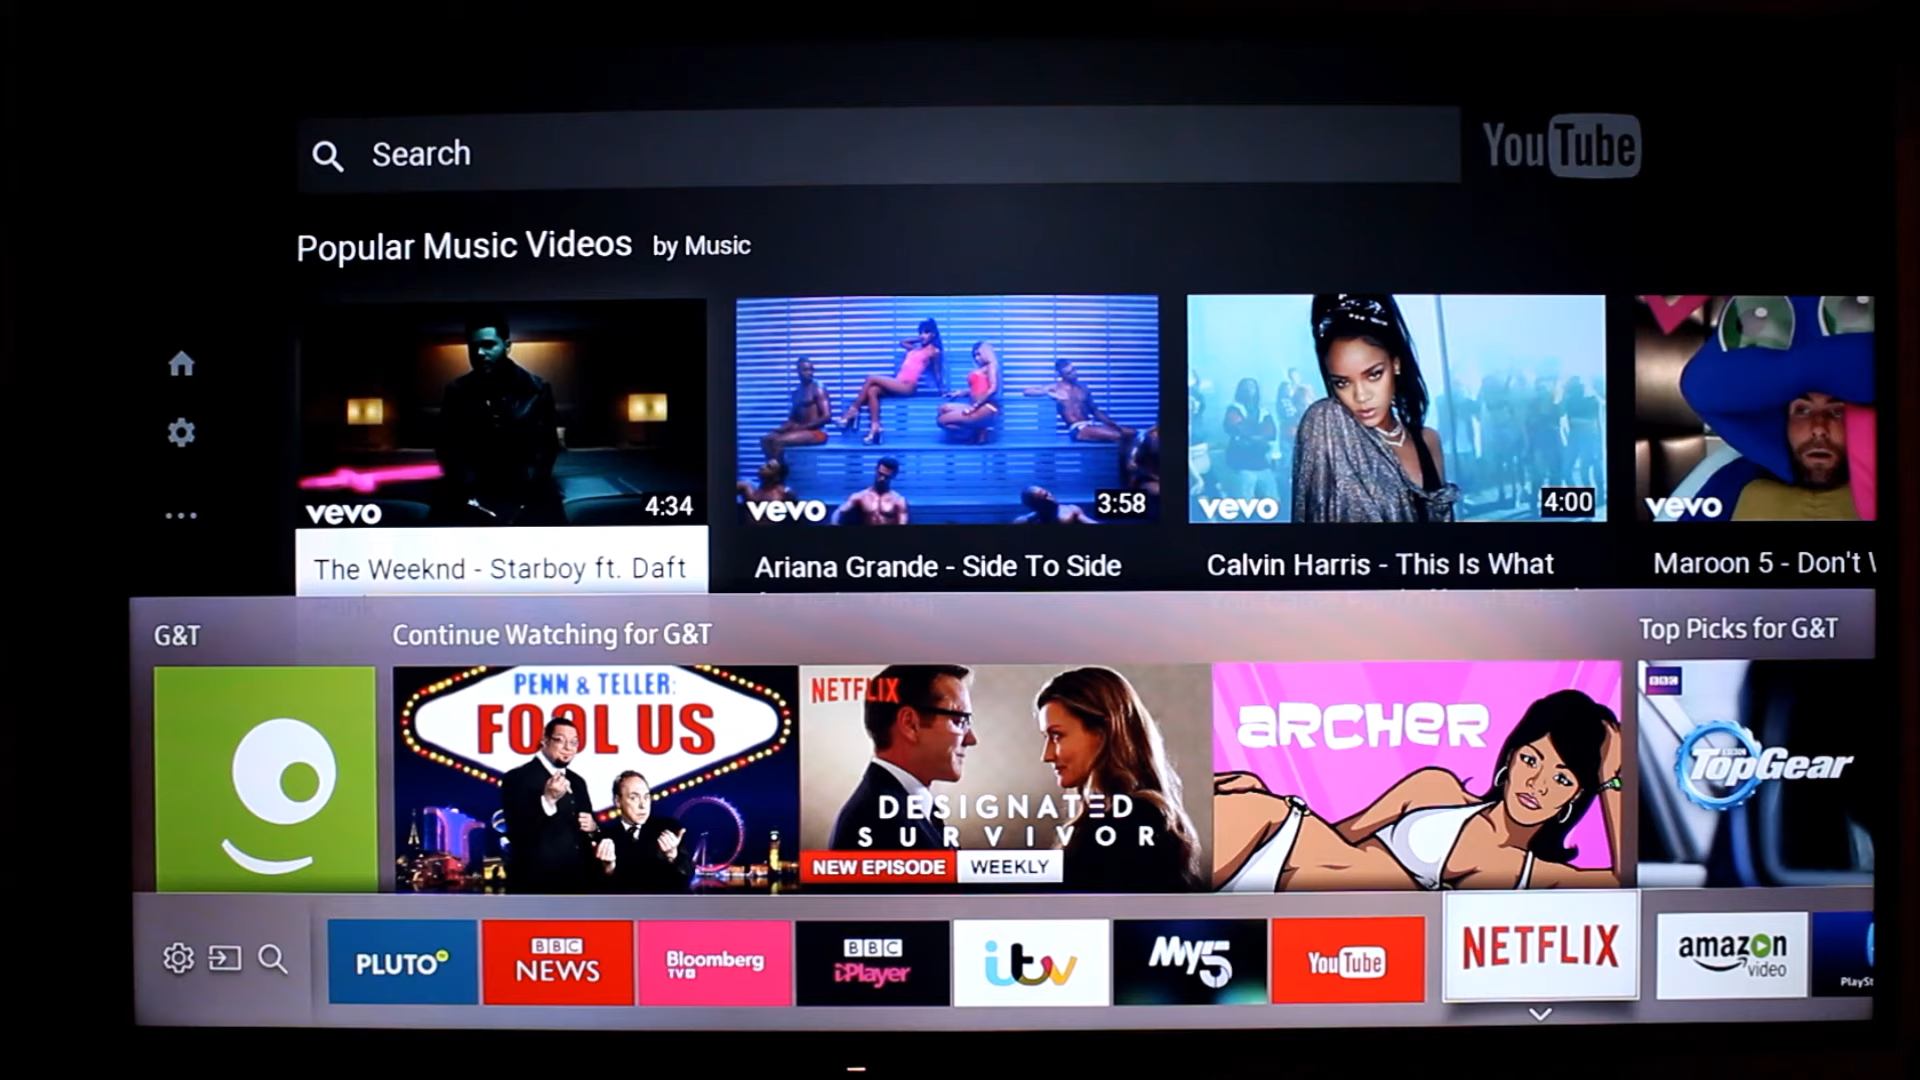 Search
YouTube
Popular Music Videos by Music
vevo
4:34
vevo
3:58
vevo
4:00
vevo
The Weeknd - Starboy ft. Daft
Ariana Grande - Side To Side
Calvin Harris - This Is What
Maroon 5 - Don't
G&T
Continue Watching for G&T
Top Picks for G&T
PENN & TELLER:
FOOL US
NETFLIX
DESIGNATED
SURVIVOR
NEW EPISODE WEEKLY
ARCHER
BBC
TopGear
PLUTO
BBC
NEWS
Bloomberg
TV
BBC
iPlayer
itv
My5
YouTube
NETFLIX
amazon
video
PlaySt